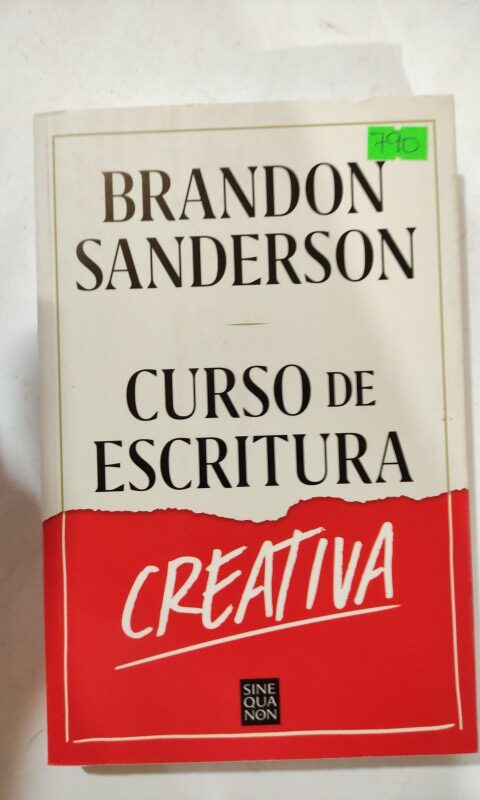 790
BRANDON
SANDERSON
CURSO DE
ESCRITURA
CREATIVA
SINE
QUA
NON